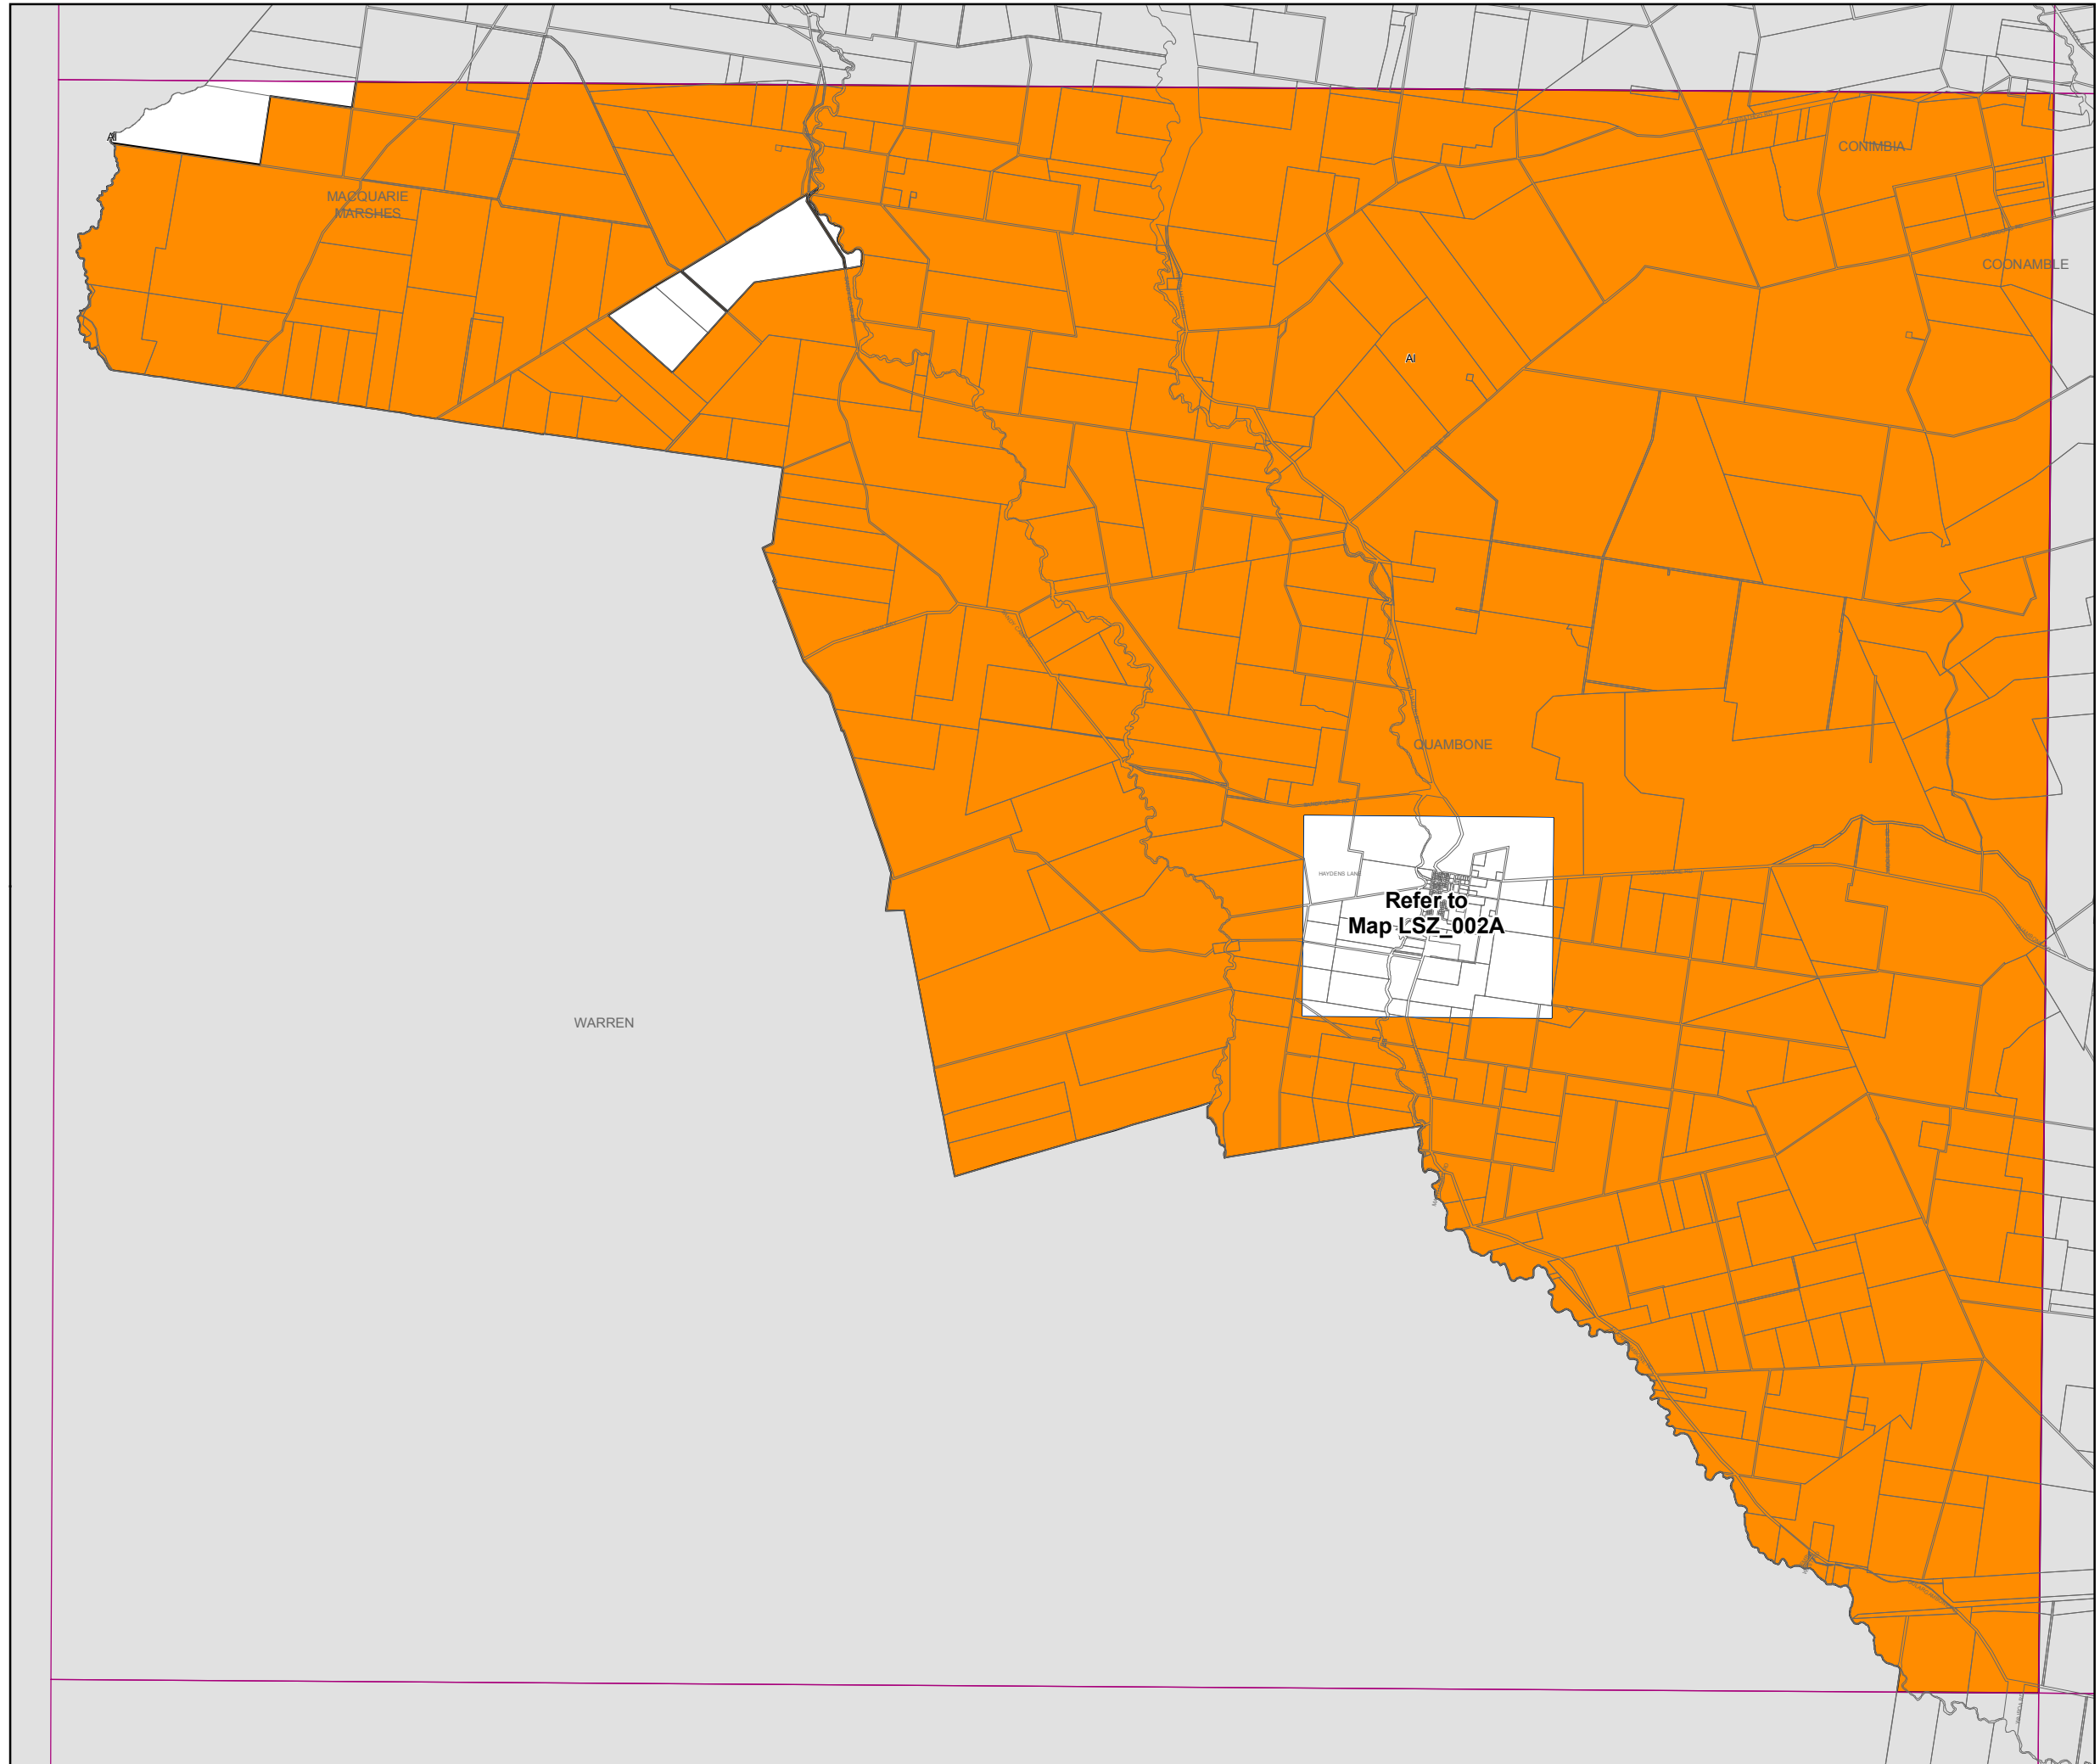 CONIMBIA
AI
MACQUARIE
MARSHES
COONAMBLE
AI
QUAMBONE
HAYDENS LANE
Refer to
Map LSZ_002A
WARREN